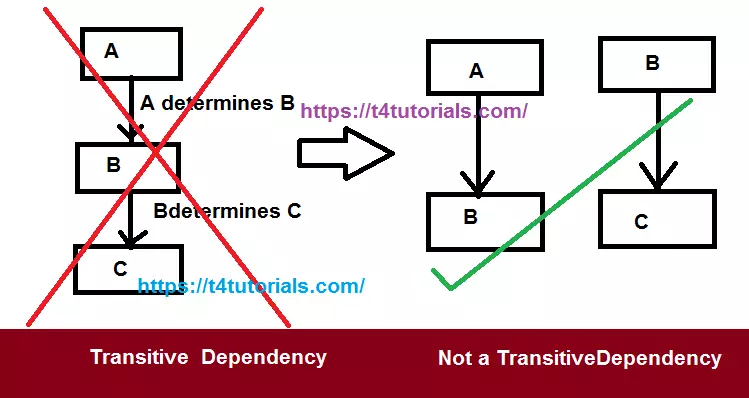 A
A determines B
B
Bdetermines C
C
https://t4tutorials.com/
https://t4tutorials.com/
A
B
B
C
Transitive Dependency
Not a TransitiveDependency